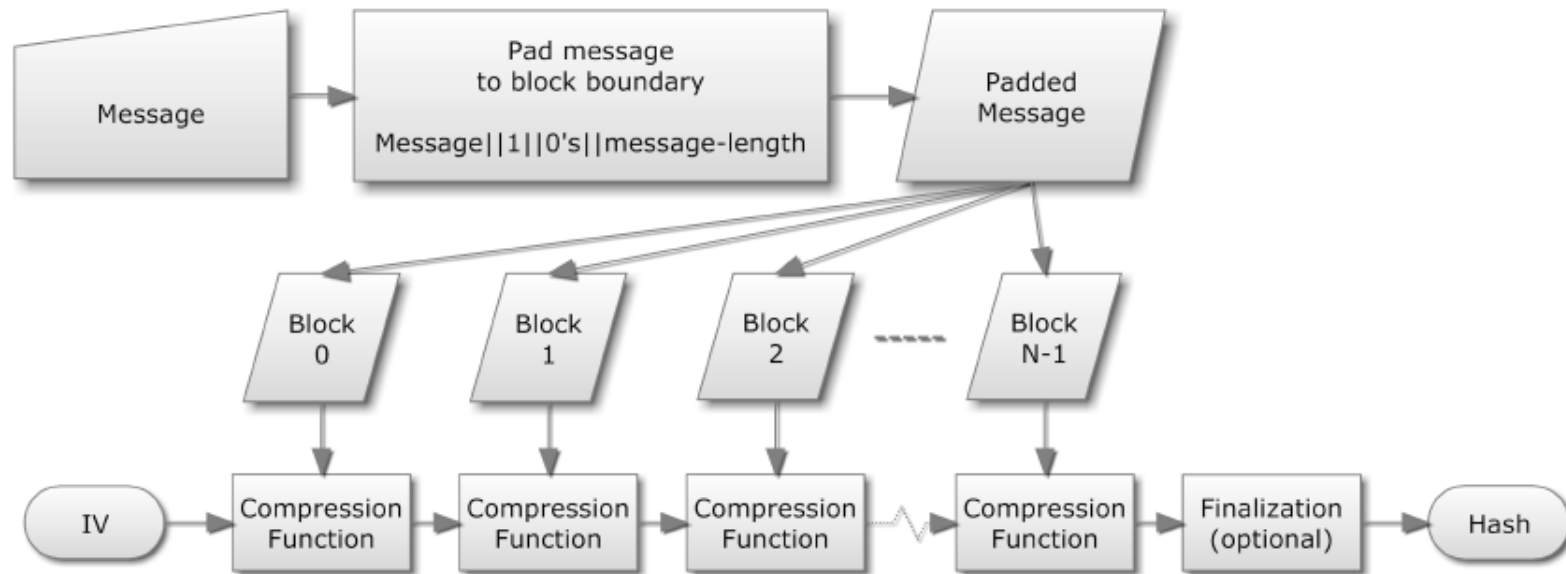 Message
Pad message
to block boundary
Message||1||0's||message-length
Padded
Message
Block
0
Block
1
Block
2
Block
N-1
IV
Compression
Function
Compression
Function
Compression
Function
Compression
Function
Finalization
(optional)
Hash